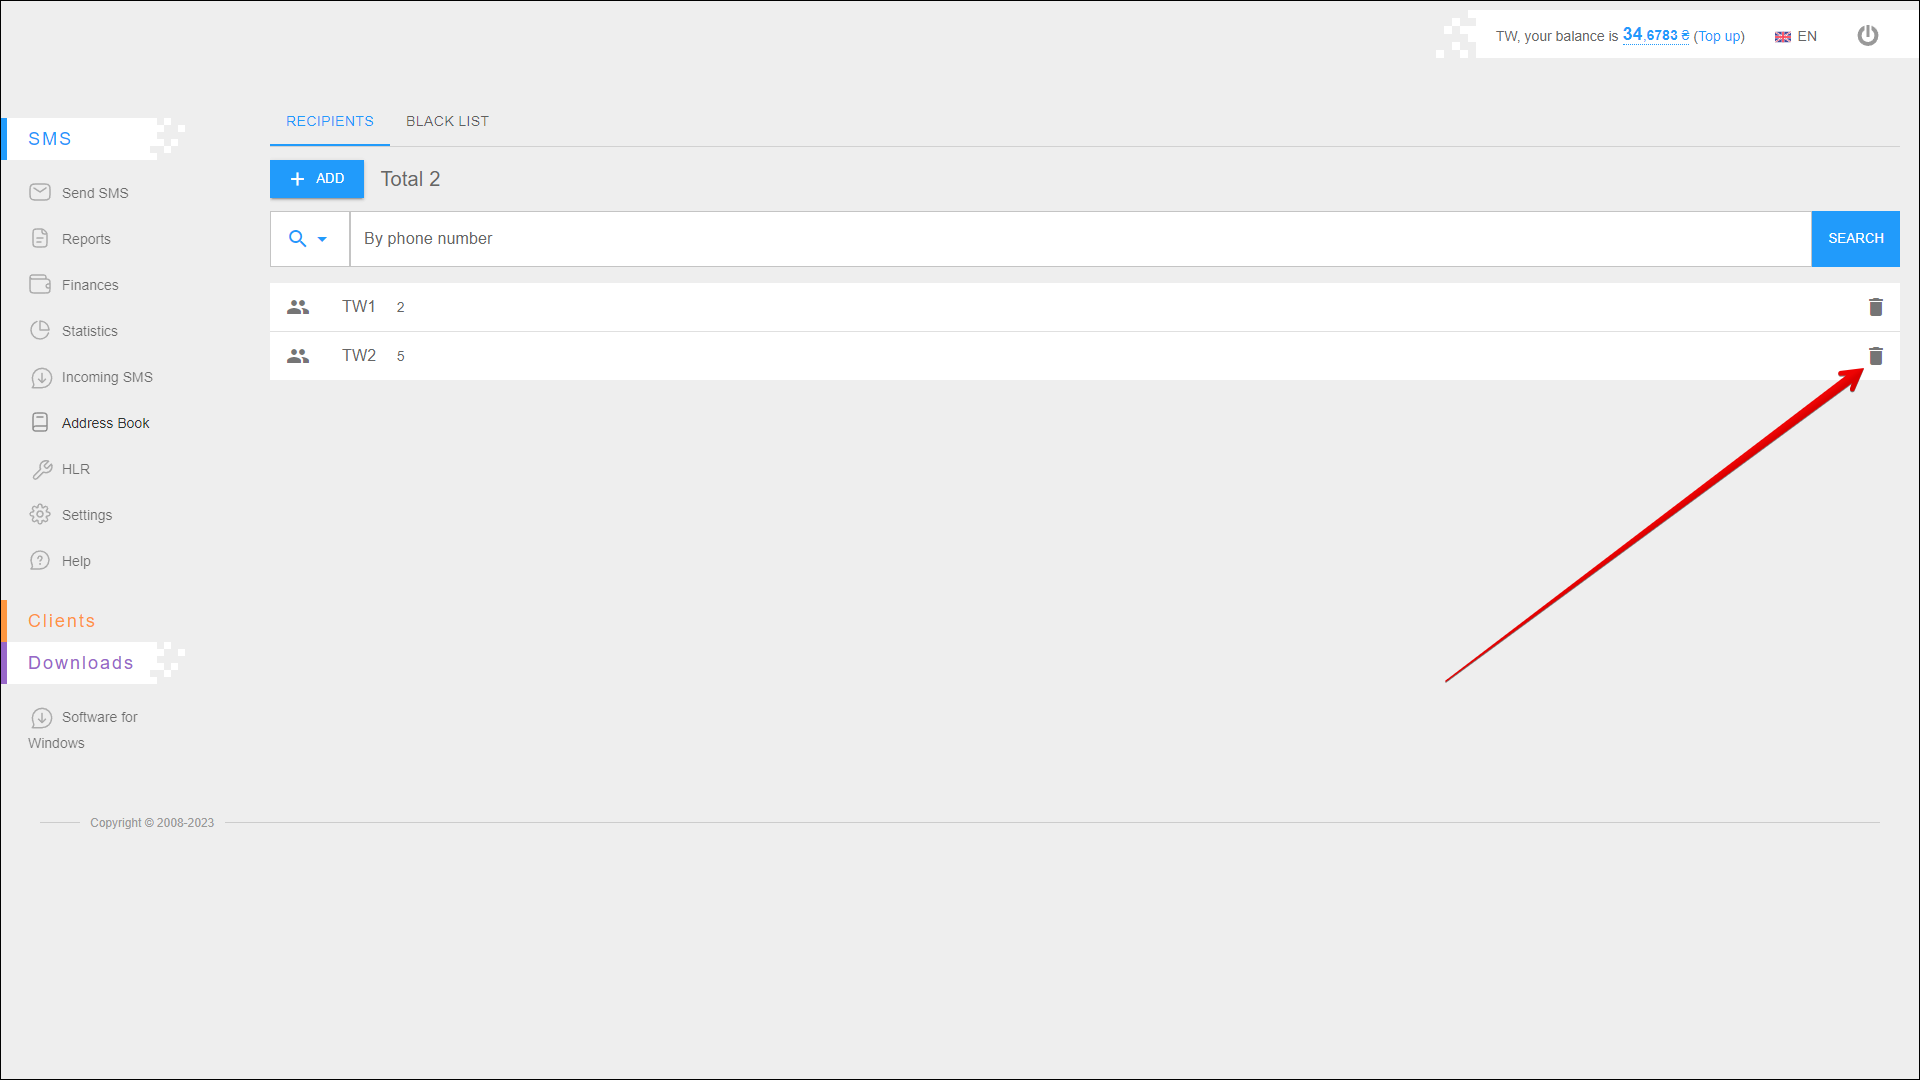 TW, your balance is 34,6783 ₴ (Top up)
EN
SMS
Send SMS
Reports
Finances
Statistics
Incoming SMS
Address Book
HLR
Settings
Help
Clients
Downloads
Software for
Windows
RECIPIENTS
BLACK LIST
ADD
Total 2
By phone number
SEARCH
TW1 2
TW2 5
Copyright © 2008-2023